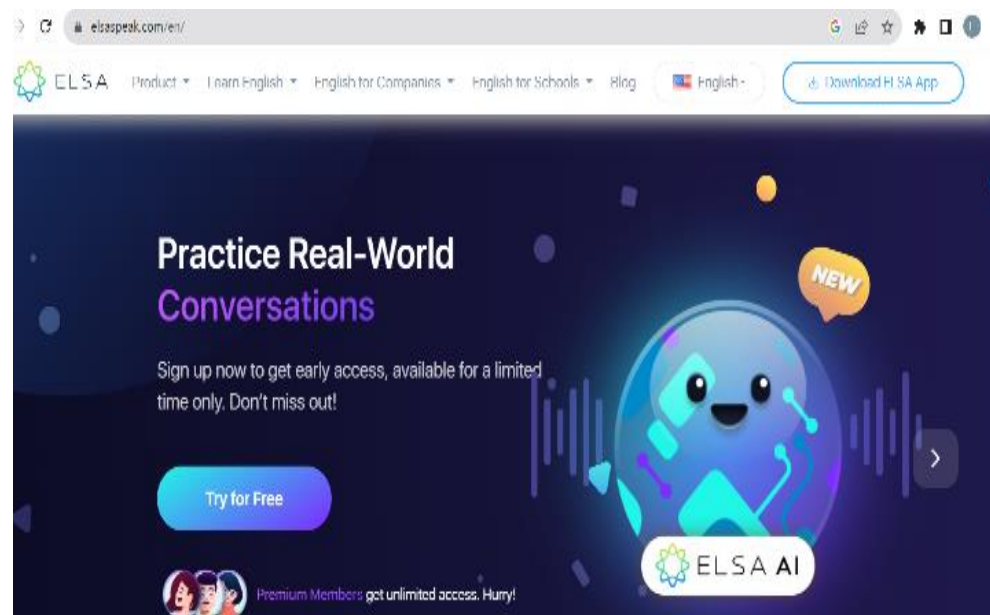 elsaspeak.com/en/
ELSA Product Learn English English for Companies English for Schools Blog English Download ELSA App
Practice Real-World
Conversations
NEW
Sign up now to get early access, available for a limited
time only. Don't miss out!
Try for Free
ELSA AI
Premium Members get unlimited access. Hurry!